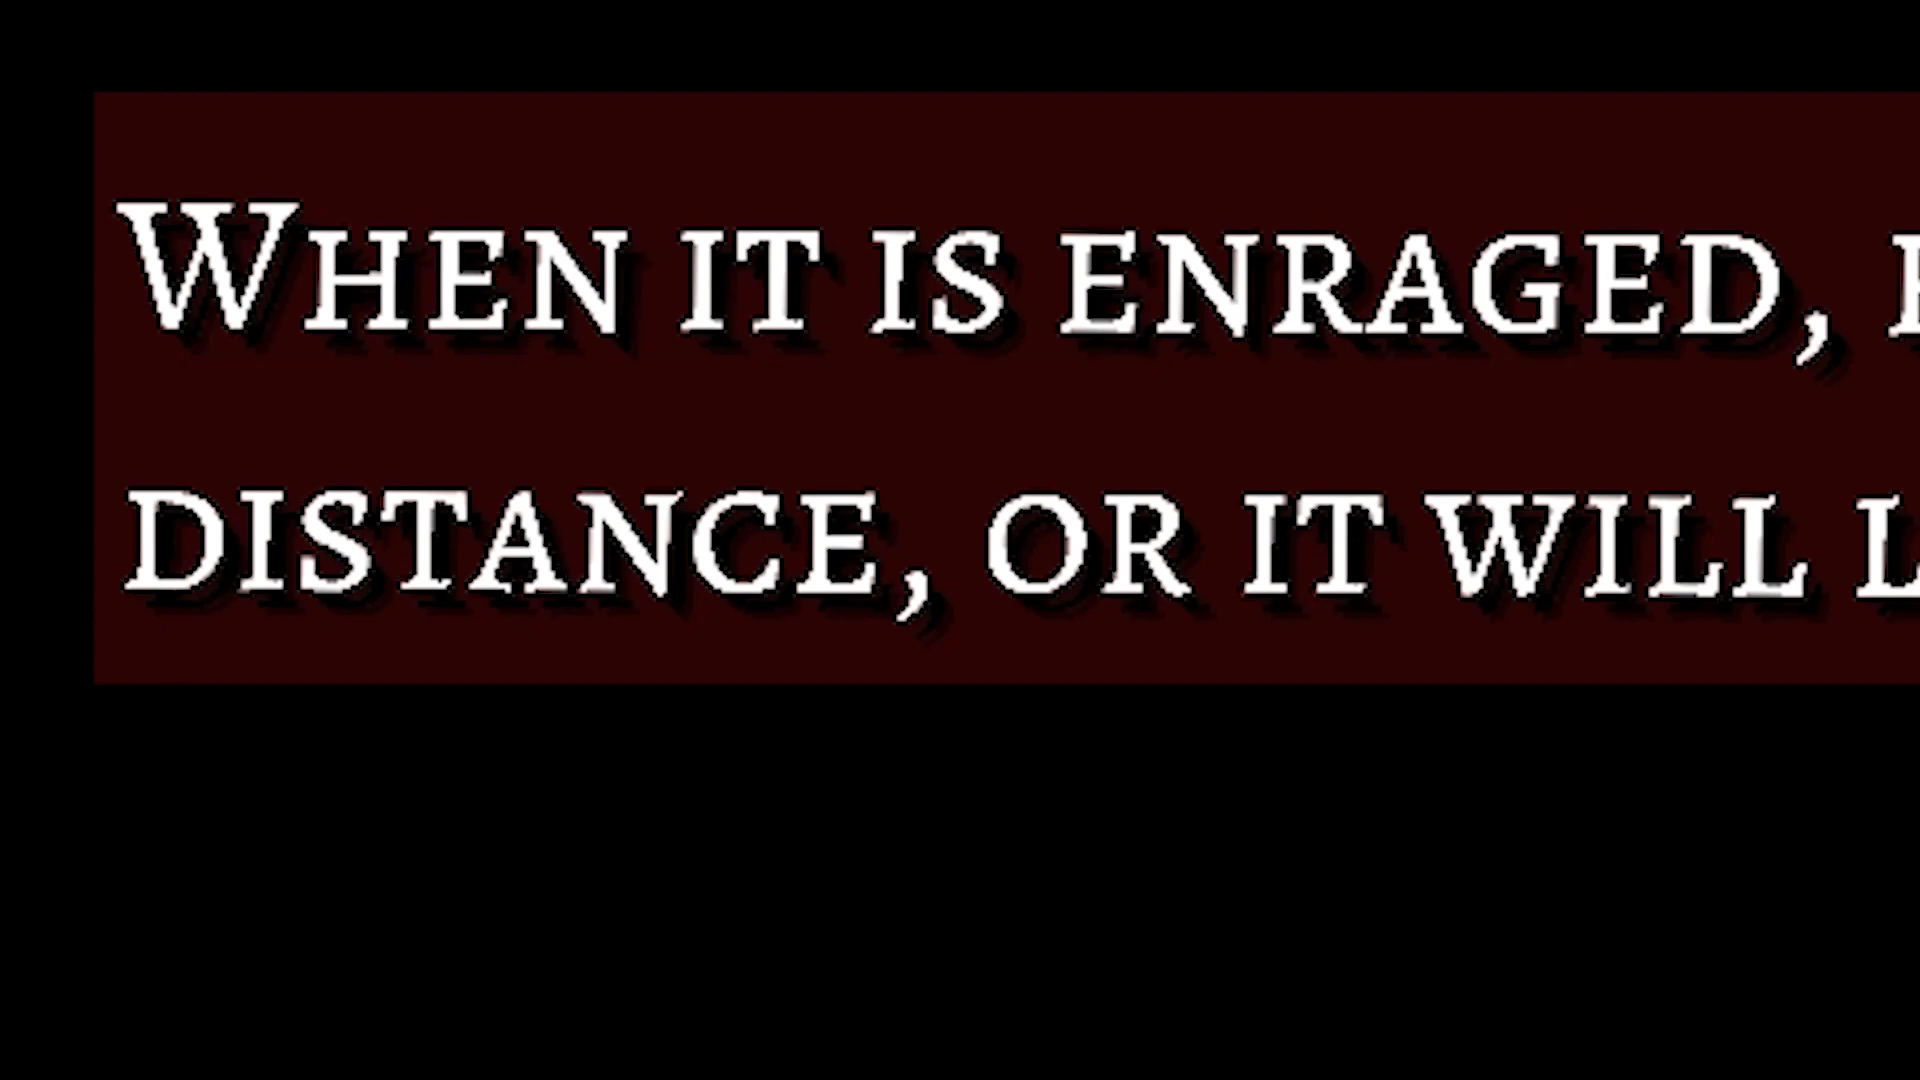 When it is enraged,
distance, or it will